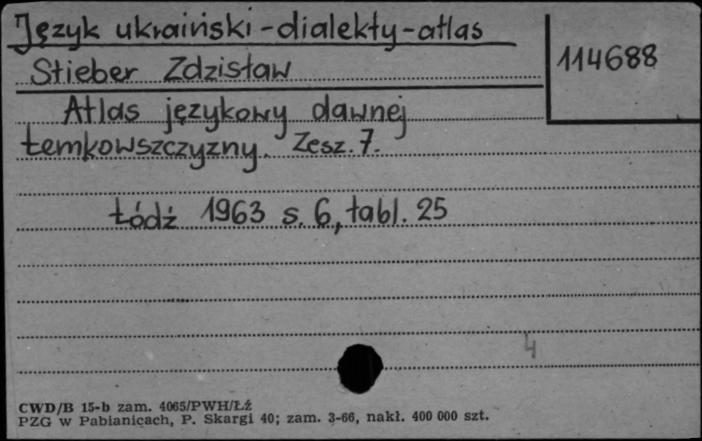 Język ukraiński-dialekty-atlas
114688
Stieber Zdzisław
Atlas językowy dawnej
Łemkowszczyzny. Zesz. 7.
Łódź 1963 s. 6, tabl. 25
4
CWD/B 15-b zam. 4065/PWH/ŁŹ
PZG w Pabianicach, P. Skargi 40; zam. 3-66, nakł. 400 000 szt.